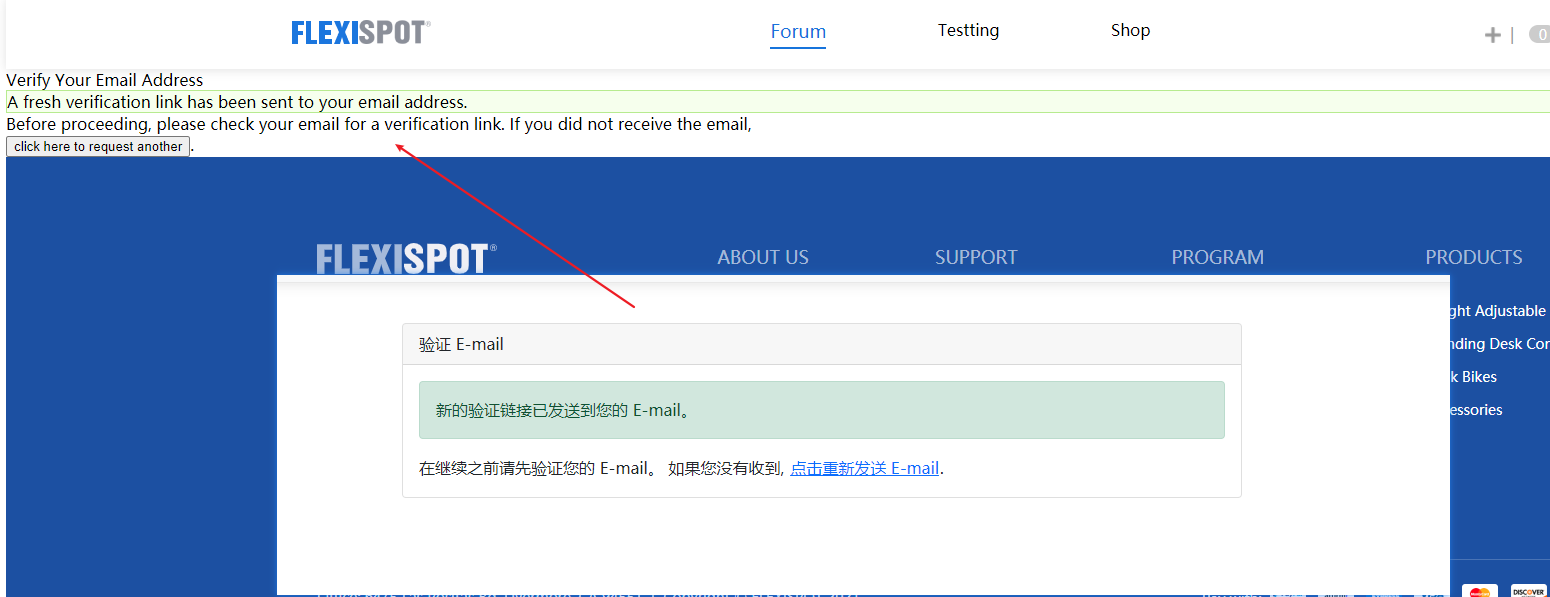 FLEXISPOT®
Forum
Testting
Shop
+ | 0
Verify Your Email Address
A fresh verification link has been sent to your email address.
Before proceeding, please check your email for a verification link. If you did not receive the email,
click here to request another.
FLEXISPOT®
ABOUT US
SUPPORT
PROGRAM
PRODUCTS
ght Adjustable
nding Desk Cor
k Bikes
essories
验证 E-mail
新的验证链接已发送到您的 E-mail。
在继续之前请先验证您的 E-mail。 如果您没有收到, 点击重新发送 E-mail.
DISCOVER